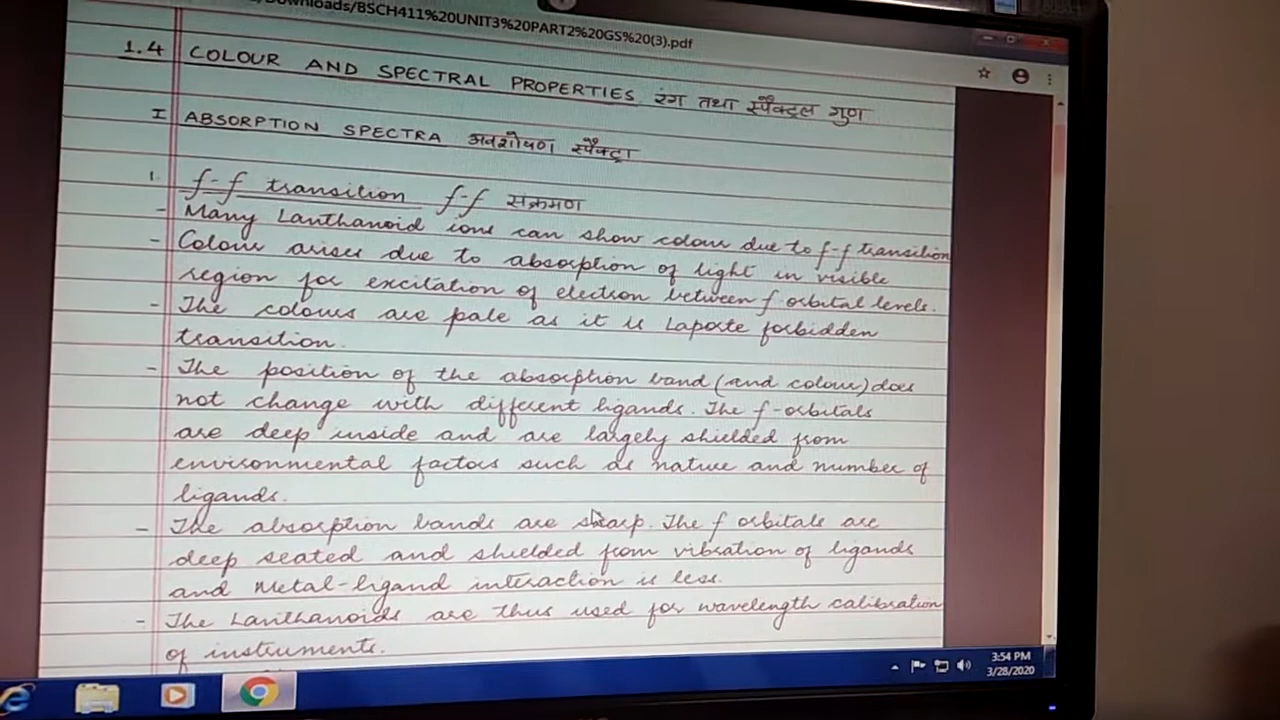 Downloads/BSCH411%20UNIT3%20PART2%20GS%20(3).pdf
1.4 COLOUR AND SPECTRAL PROPERTIES रंग तथा स्पैक्ट्रल गुण
I ABSORPTION SPECTRA अवशोषण स्पैक्ट्रा
1. f-f transition f-f संक्रमण
- Many Lanthanoid ions can show colour due to f-f transition
- Colour arises due to absorption of light in visible
region for excitation of electron between f orbital levels.
- The colours are pale as it is Laporte forbidden
transition.
- The position of the absorption band (and colour) does
not change with different ligands. The f-orbitals
are deep inside and are largely shielded from
environmental factors such as nature and number of
ligands.
- The absorption bands are sharp. The f orbitals are
deep seated and shielded from vibration of ligands
and metal-ligand interaction is less.
- The Lanthanoids are thus used for wavelength calibration
of instruments.
3:54 PM
3/28/2020